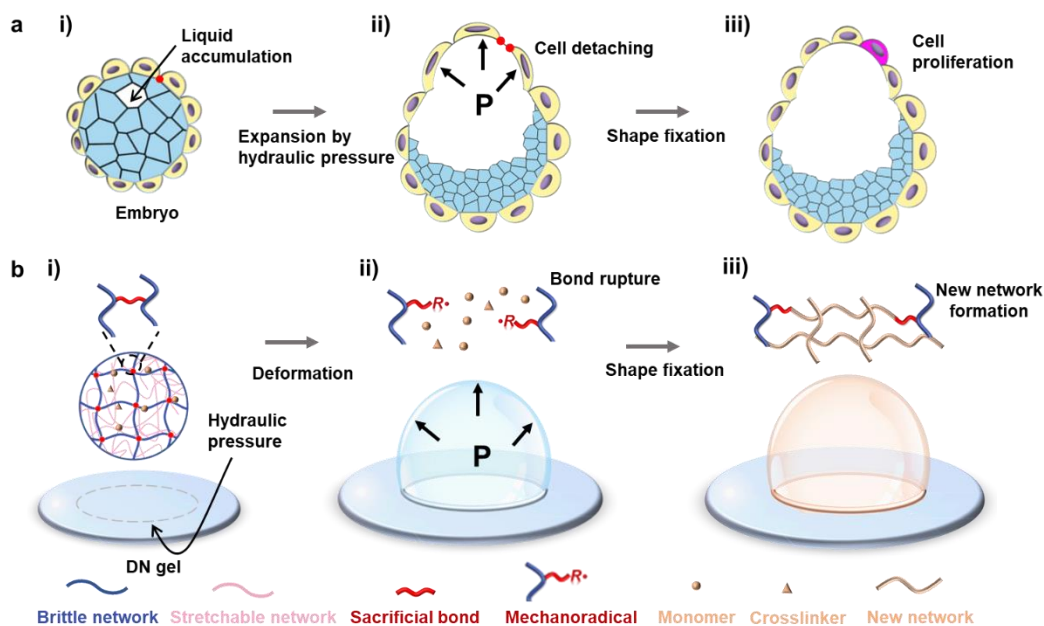 a
i)
Liquid
accumulation
Embryo
Expansion by
hydraulic pressure
ii)
Cell detaching
P
Shape fixation
iii)
Cell
proliferation
b
i)
Hydraulic
pressure
DN gel
Deformation
ii)
Bond rupture
R•
•R
P
Shape fixation
iii)
New network
formation
R•
Brittle network Stretchable network Sacrificial bond Mechanoradical Monomer Crosslinker New network